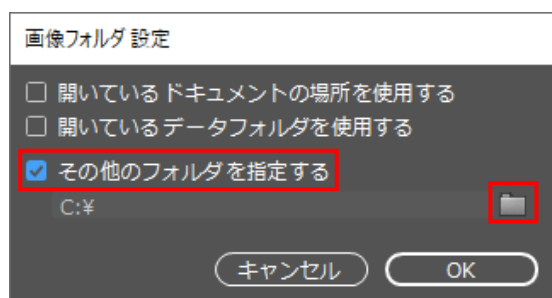 画像フォルダ 設定
開いているドキュメントの場所を使用する
開いているデータフォルダを使用する
その他のフォルダを指定する
C:¥
キャンセル OK